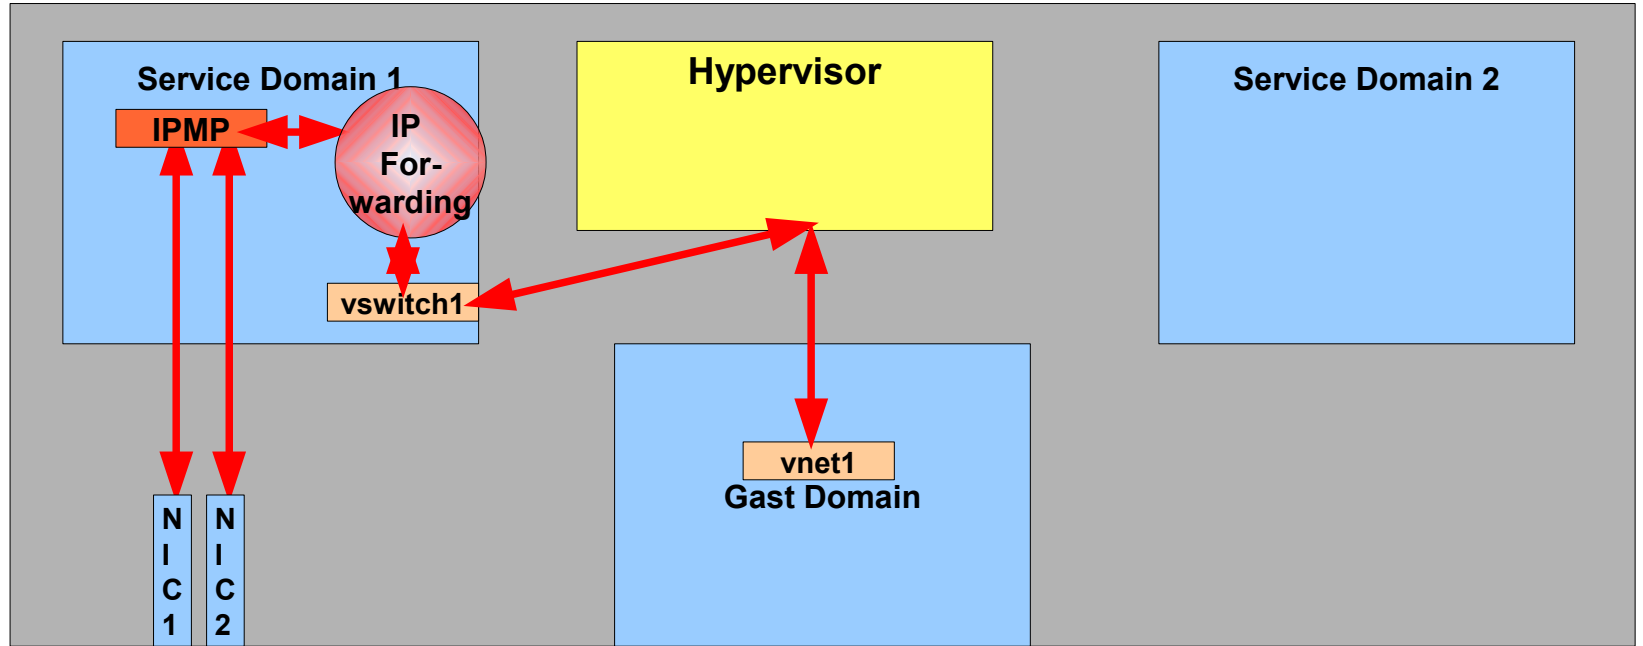 Service Domain 1
IPMP
IP
For-
warding
vswitch1
N
I
C
1
N
I
C
2
Hypervisor
vnet1
Gast Domain
Service Domain 2